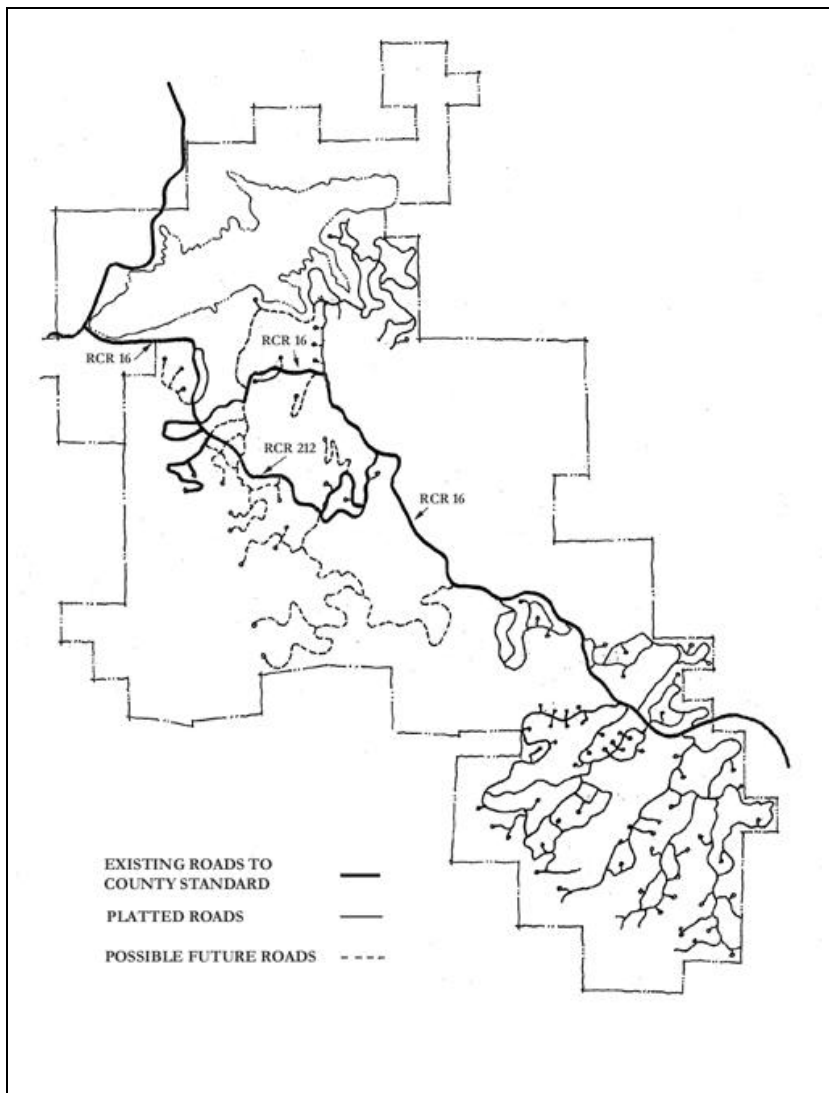 RCR 16
RCR 16
RCR 212
RCR 16
EXISTING ROADS TO
COUNTY STANDARD
PLATTED ROADS
POSSIBLE FUTURE ROADS